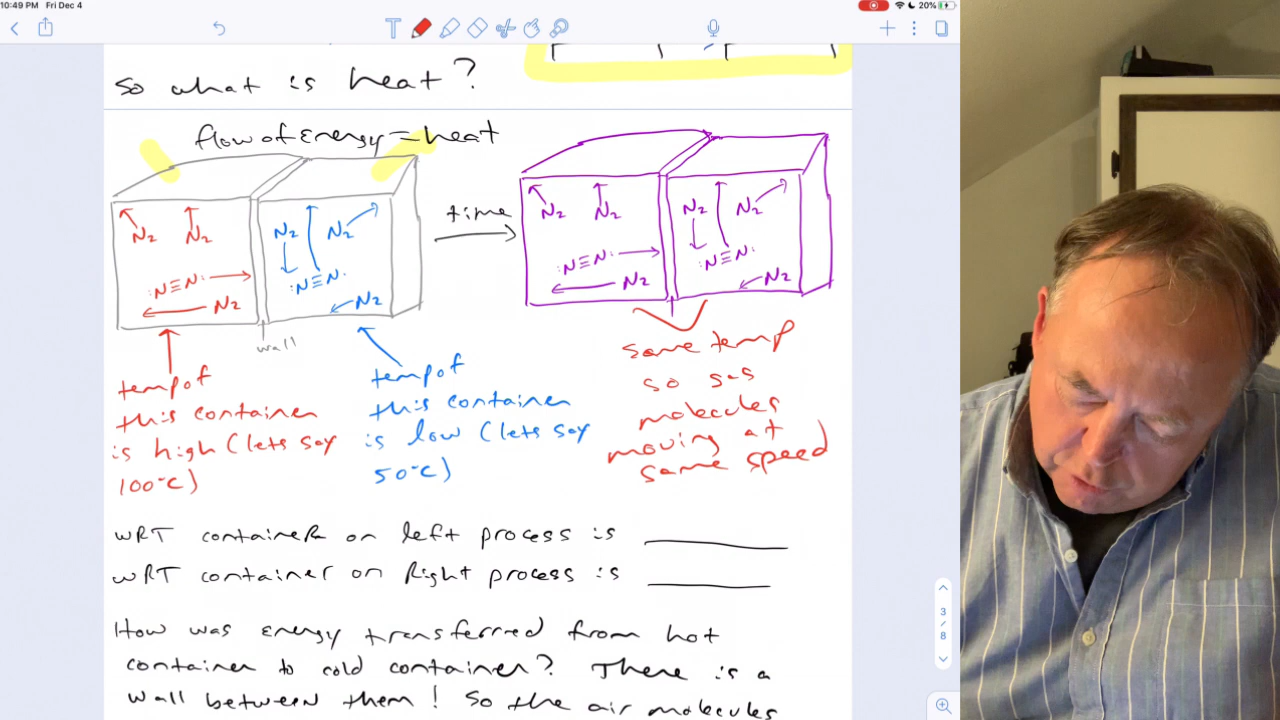 10:49 PM Fri Dec 4
20%
So what is heat?
flow of Energy = heat
N2 N2
:N≡N:
N2
N2 N2
:N≡N:
N2
wall
time
N2 N2
:N≡N:
N2
N2 N2
:N≡N:
N2
temp of
this container
is high (lets say
100°C)
temp of
this container
is low (lets say
50°C)
same temp
so gas
molecules
moving at
same speed
WRT container on left process is
WRT container on Right process is
3
/
8
How was energy transferred from hot
container to cold container? There is a
wall between them! So the air molecules